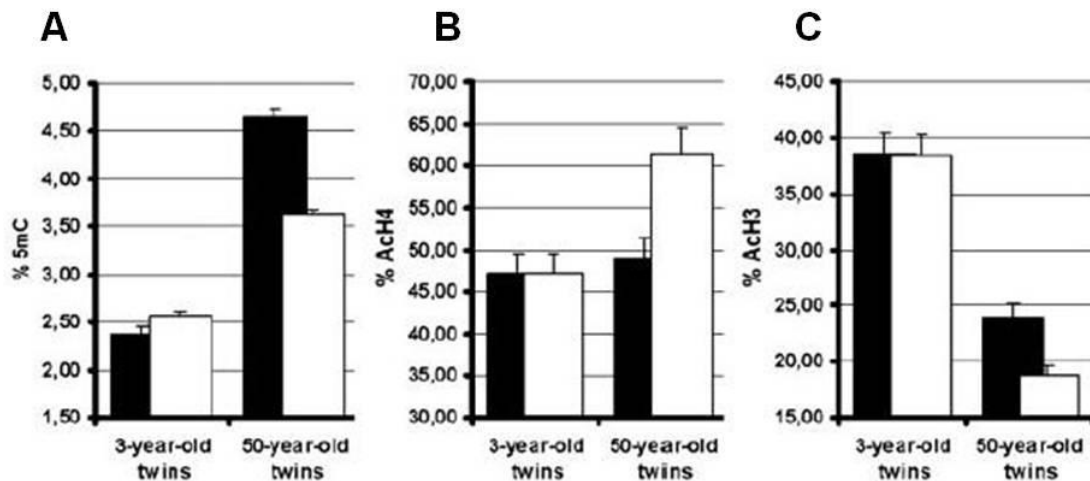 A
B
C
% 5mC
5,00
4,50
4,00
3,50
3,00
2,50
2,00
1,50
3-year-old
twins
50-year-old
twins
% AcH4
70,00
65,00
60,00
55,00
50,00
45,00
40,00
35,00
30,00
3-year-old
twins
50-year-old
twins
% AcH3
45,00
40,00
35,00
30,00
25,00
20,00
15,00
3-year-old
twins
50-year-old
twins